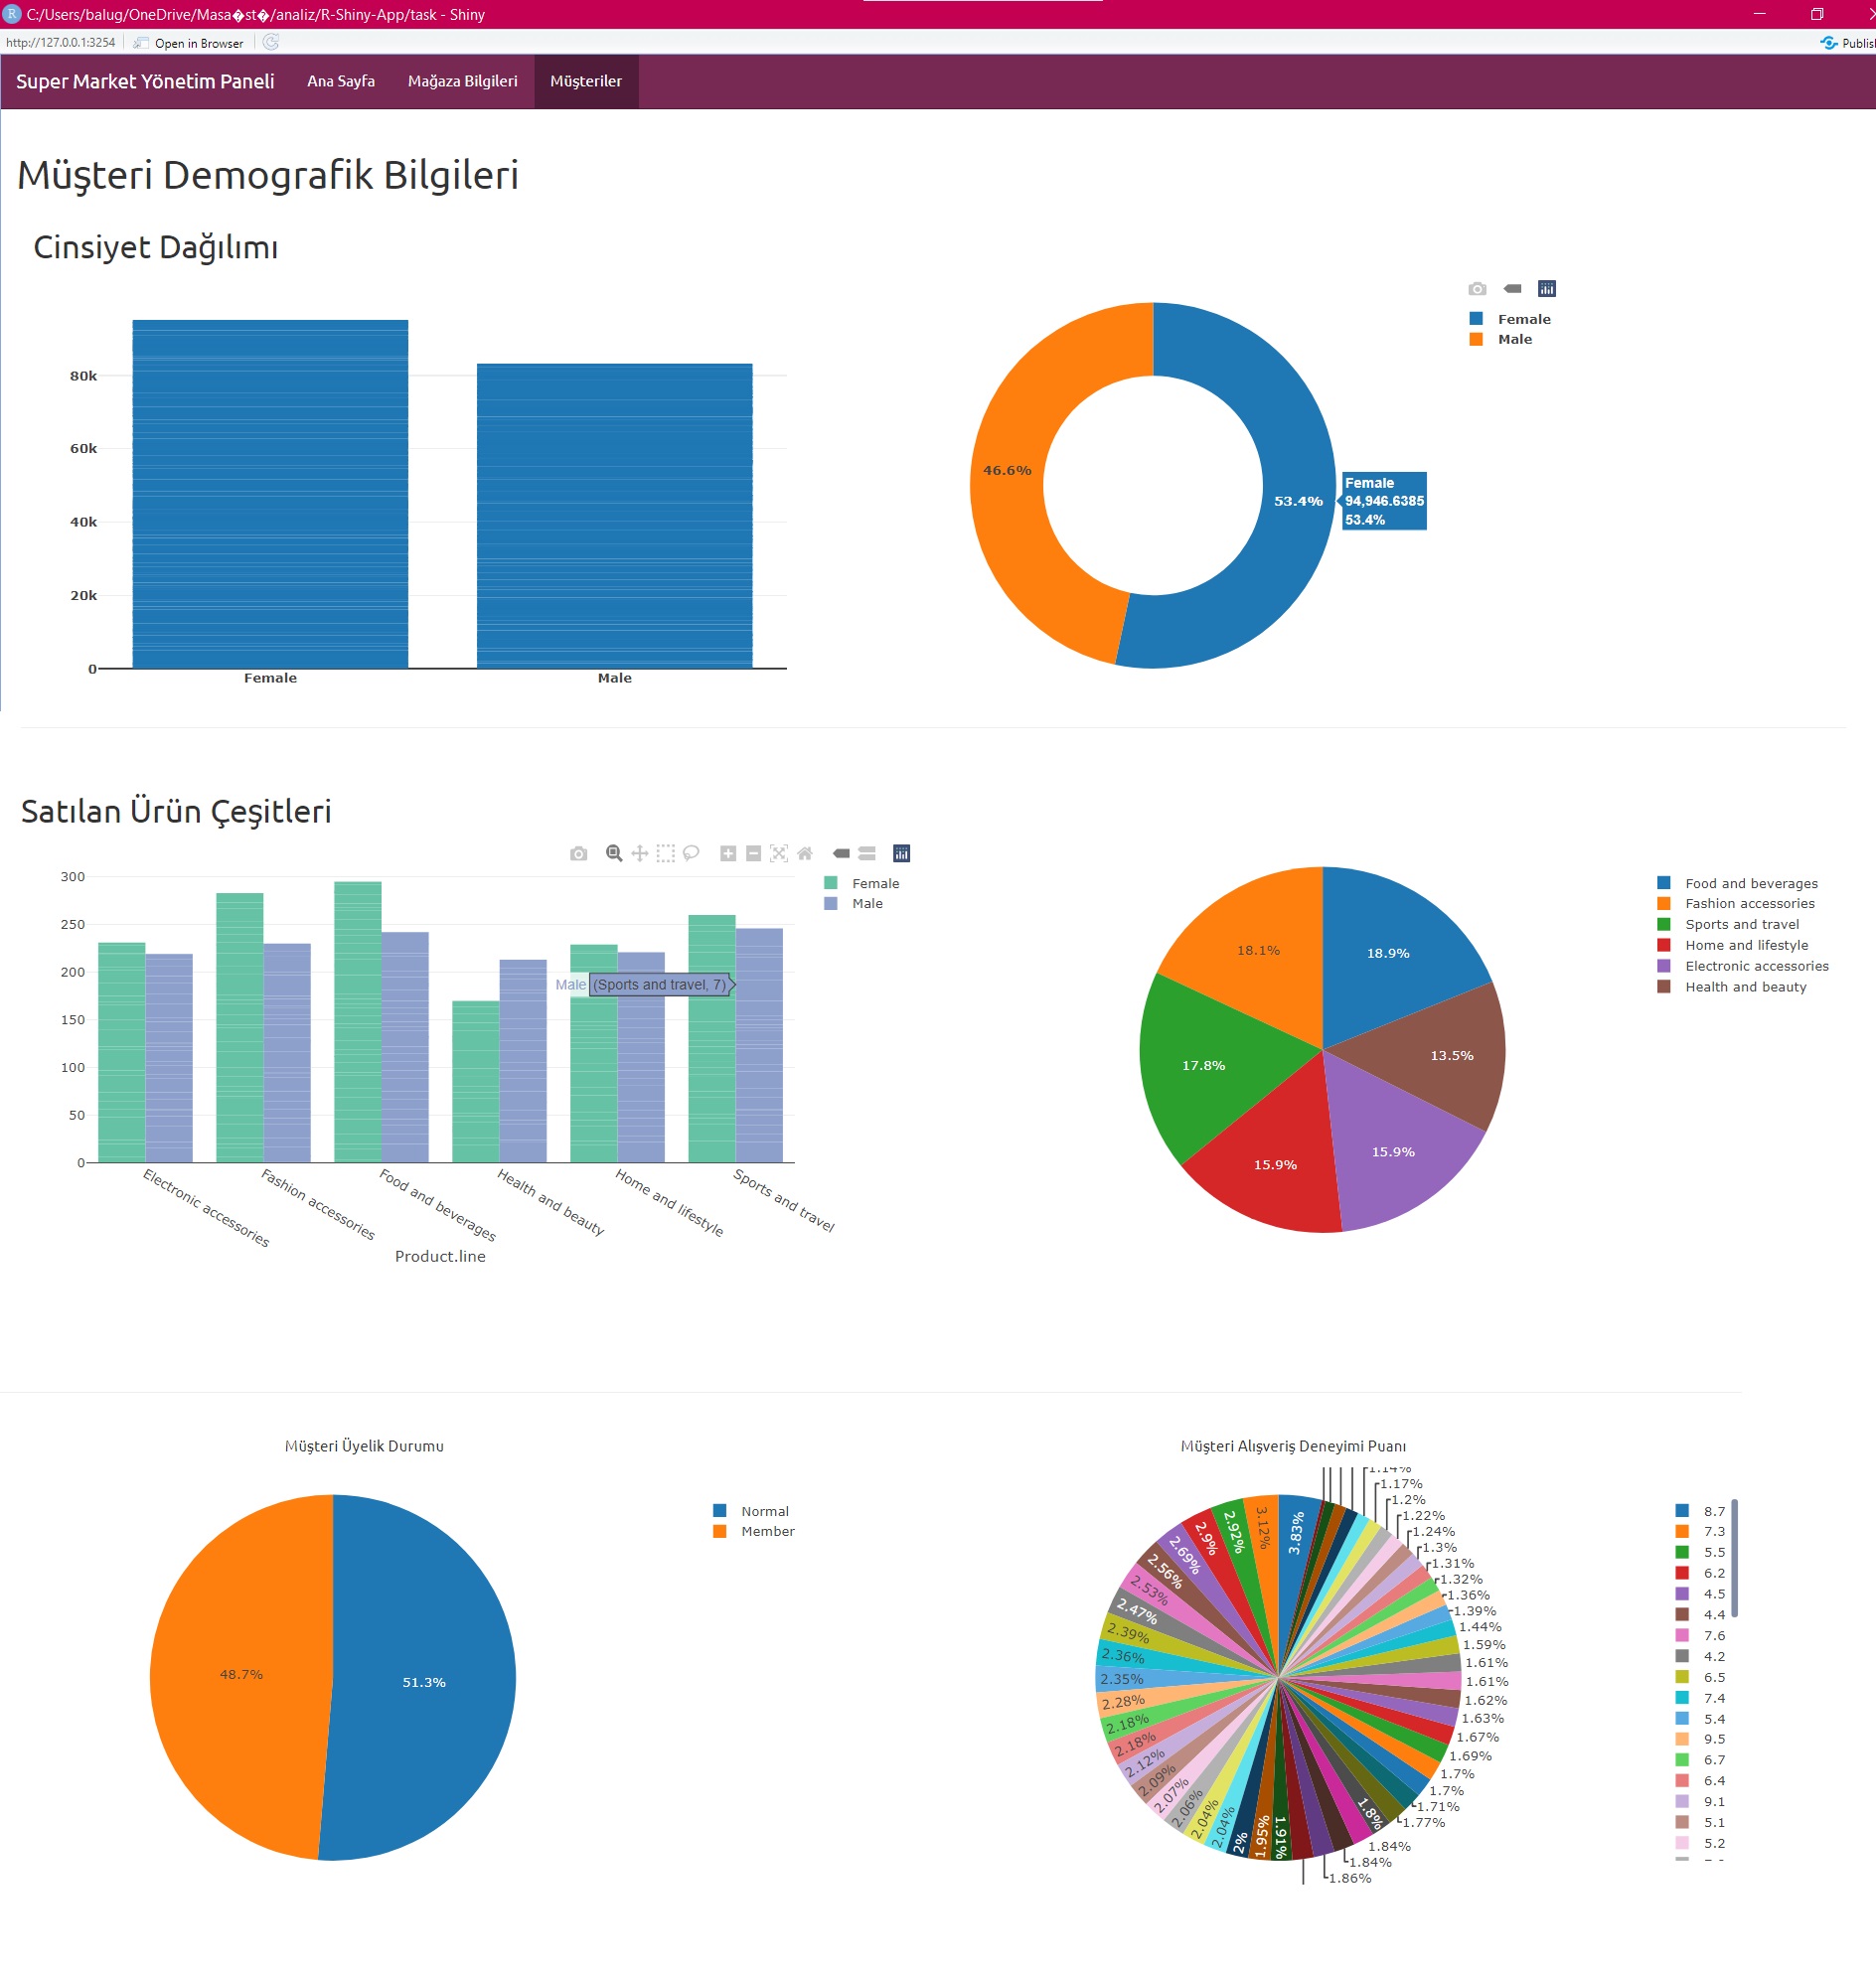 C:/Users/balug/OneDrive/Masa�st�/analiz/R-Shiny-App/task - Shiny
http://127.0.0.1:3254
Open in Browser
Publis
Super Market Yönetim Paneli
Ana Sayfa
Mağaza Bilgileri
Müşteriler
Müşteri Demografik Bilgileri
Cinsiyet Dağılımı
80k
60k
40k
20k
0
Female
Male
46.6%
53.4%
Female
94,946.6385
53.4%
Female
Male
Satılan Ürün Çeşitleri
300
250
200
150
100
50
0
Male (Sports and travel, 7)
Electronic accessories
Fashion accessories
Food and beverages
Health and beauty
Home and lifestyle
Sports and travel
Product.line
Female
Male
18.1%
18.9%
17.8%
13.5%
15.9%
15.9%
Food and beverages
Fashion accessories
Sports and travel
Home and lifestyle
Electronic accessories
Health and beauty
Müşteri Üyelik Durumu
48.7%
51.3%
Normal
Member
Müşteri Alışveriş Deneyimi Puanı
3.83%
3.12%
2.92%
2.9%
2.69%
2.56%
2.53%
2.47%
2.39%
2.36%
2.35%
2.28%
2.18%
2.18%
2.12%
2.09%
2.07%
2.06%
2.04%
2.04%
2%
1.95%
1.91%
1.86%
1.84%
1.84%
1.8%
1.77%
1.71%
1.7%
1.7%
1.69%
1.67%
1.63%
1.62%
1.61%
1.61%
1.59%
1.44%
1.39%
1.36%
1.32%
1.31%
1.3%
1.24%
1.22%
1.2%
1.17%
1.14%
8.7
7.3
5.5
6.2
4.5
4.4
7.6
4.2
6.5
7.4
5.4
9.5
6.7
6.4
9.1
5.1
5.2